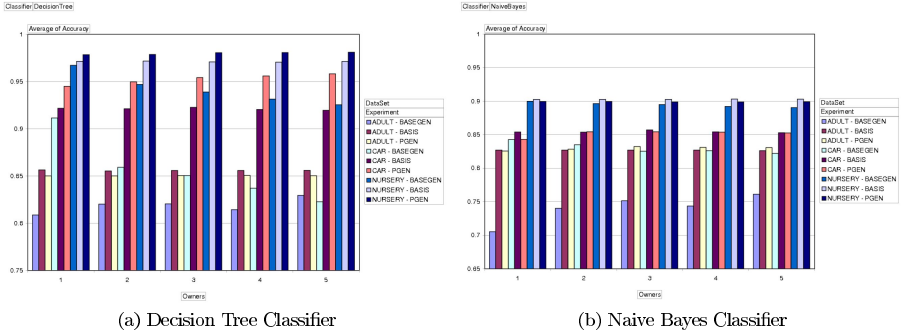 Classifier DecisionTree
Average of Accuracy
1
0.95
0.9
0.85
0.8
0.75
1 2 3 4 5
Owners
DataSet
Experiment
ADULT - BASEGEN
ADULT - BASIS
ADULT - PGEN
CAR - BASEGEN
CAR - BASIS
CAR - PGEN
NURSERY - BASEGEN
NURSERY - BASIS
NURSERY - PGEN
(a) Decision Tree Classifier
Classifier NaiveBayes
Average of Accuracy
1
0.95
0.9
0.85
0.8
0.75
0.7
0.65
1 2 3 4 5
Owners
DataSet
Experiment
ADULT - BASEGEN
ADULT - BASIS
ADULT - PGEN
CAR - BASEGEN
CAR - BASIS
CAR - PGEN
NURSERY - BASEGEN
NURSERY - BASIS
NURSERY - PGEN
(b) Naive Bayes Classifier